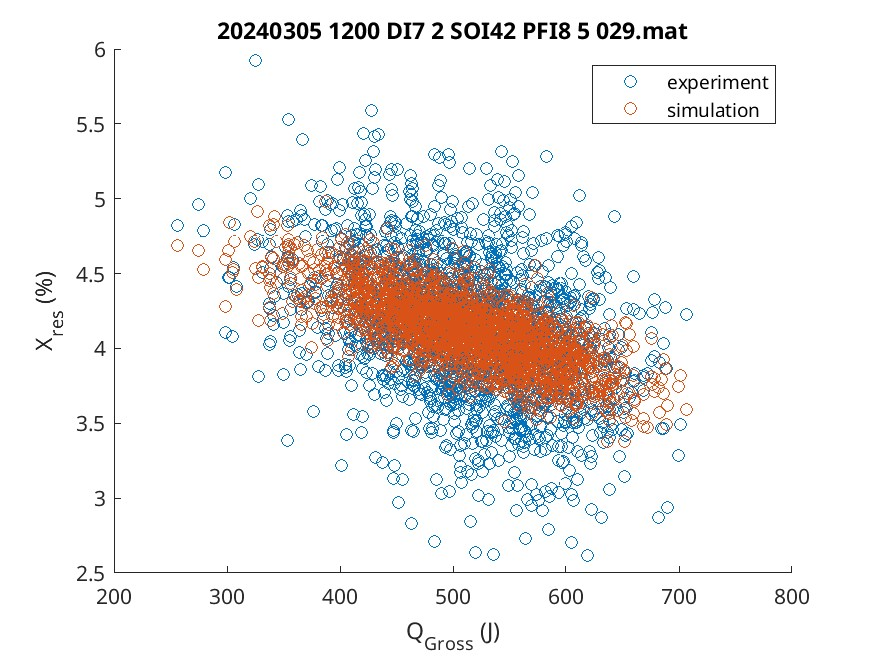 20240305 1200 DI7 2 SOI42 PFI8 5 029.mat
experiment
simulation
6
5.5
5
4.5
4
3.5
3
2.5
X_res (%)
200 300 400 500 600 700 800
Q_Gross (J)